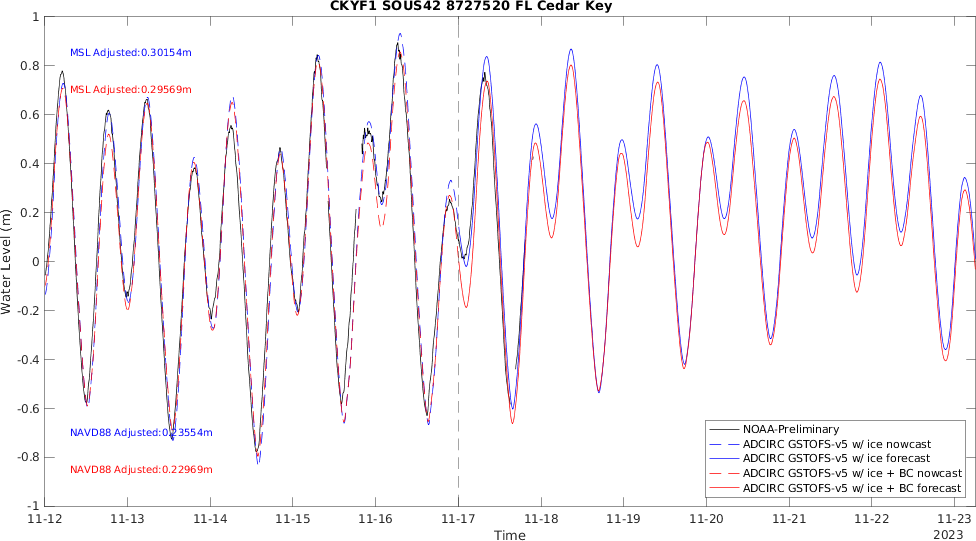 CKYF1 SOUS42 8727520 FL Cedar Key
1
0.8
0.6
0.4
0.2
0
-0.2
-0.4
-0.6
-0.8
-1
Water Level (m)
MSL Adjusted:0.30154m
MSL Adjusted:0.29569m
NAVD88 Adjusted:0.23554m
NAVD88 Adjusted:0.22969m
NOAA-Preliminary
ADCIRC GSTOFS-v5 w/ ice nowcast
ADCIRC GSTOFS-v5 w/ ice forecast
ADCIRC GSTOFS-v5 w/ ice + BC nowcast
ADCIRC GSTOFS-v5 w/ ice + BC forecast
11-12 11-13 11-14 11-15 11-16 11-17 11-18 11-19 11-20 11-21 11-22 11-23
Time
2023